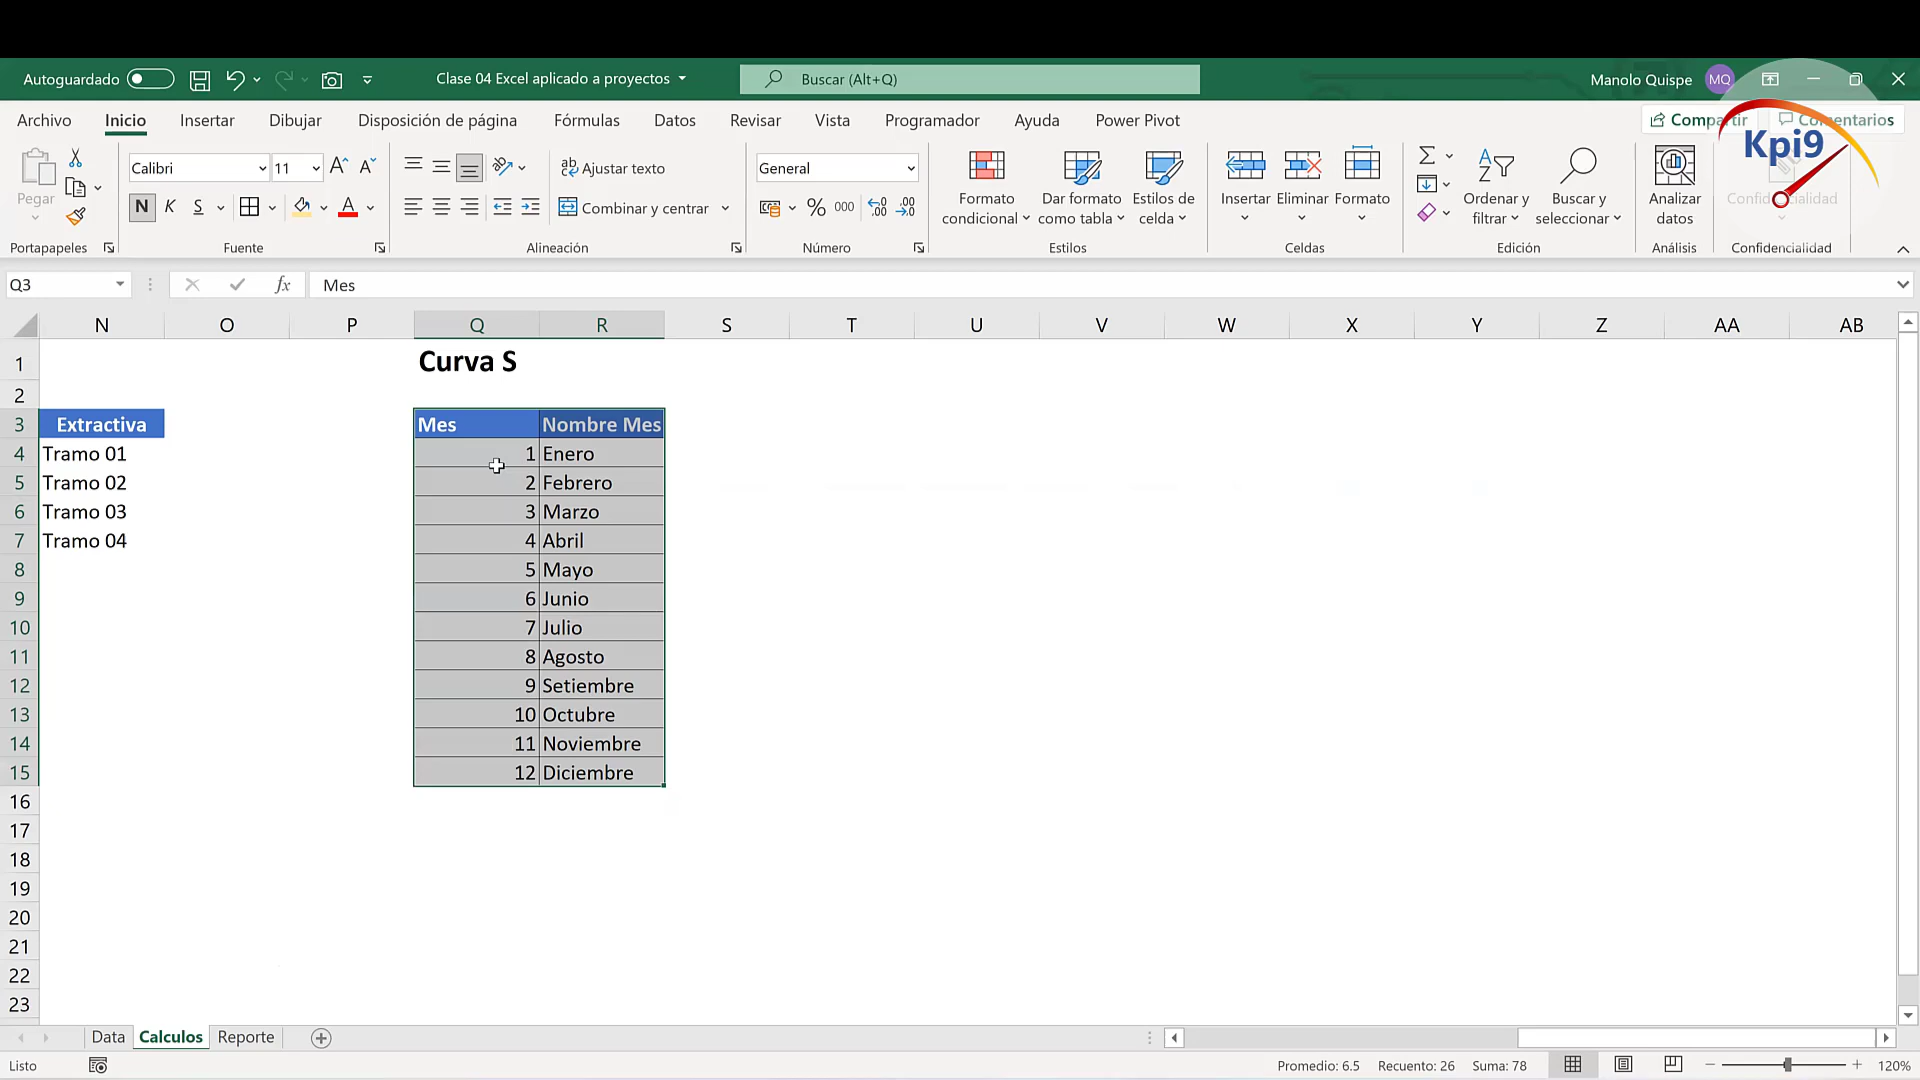 Autoguardado
Clase 04 Excel aplicado a proyectos
Buscar (Alt+Q)
Manolo Quispe
MQ
Archivo Inicio Insertar Dibujar Disposición de página Fórmulas Datos Revisar Vista Programador Ayuda Power Pivot
Compartir Comentarios
Kpi9
Pegar
Portapapeles
Calibri 11
N K S
Fuente
Ajustar texto
Combinar y centrar
Alineación
General
% 000
Número
Formato condicional
Dar formato como tabla
Estilos de celda
Estilos
Insertar Eliminar Formato
Celdas
Ordenar y filtrar
Buscar y seleccionar
Edición
Analizar datos
Análisis
Confidencialidad
Confidencialidad
Q3 fx Mes
N O P Q R S T U V W X Y Z AA AB
1 Curva S
2
3 Extractiva Mes Nombre Mes
4 Tramo 01 1 Enero
5 Tramo 02 2 Febrero
6 Tramo 03 3 Marzo
7 Tramo 04 4 Abril
8 5 Mayo
9 6 Junio
10 7 Julio
11 8 Agosto
12 9 Setiembre
13 10 Octubre
14 11 Noviembre
15 12 Diciembre
16
17
18
19
20
21
22
23
Data Calculos Reporte
Listo
Promedio: 6.5 Recuento: 26 Suma: 78
120%